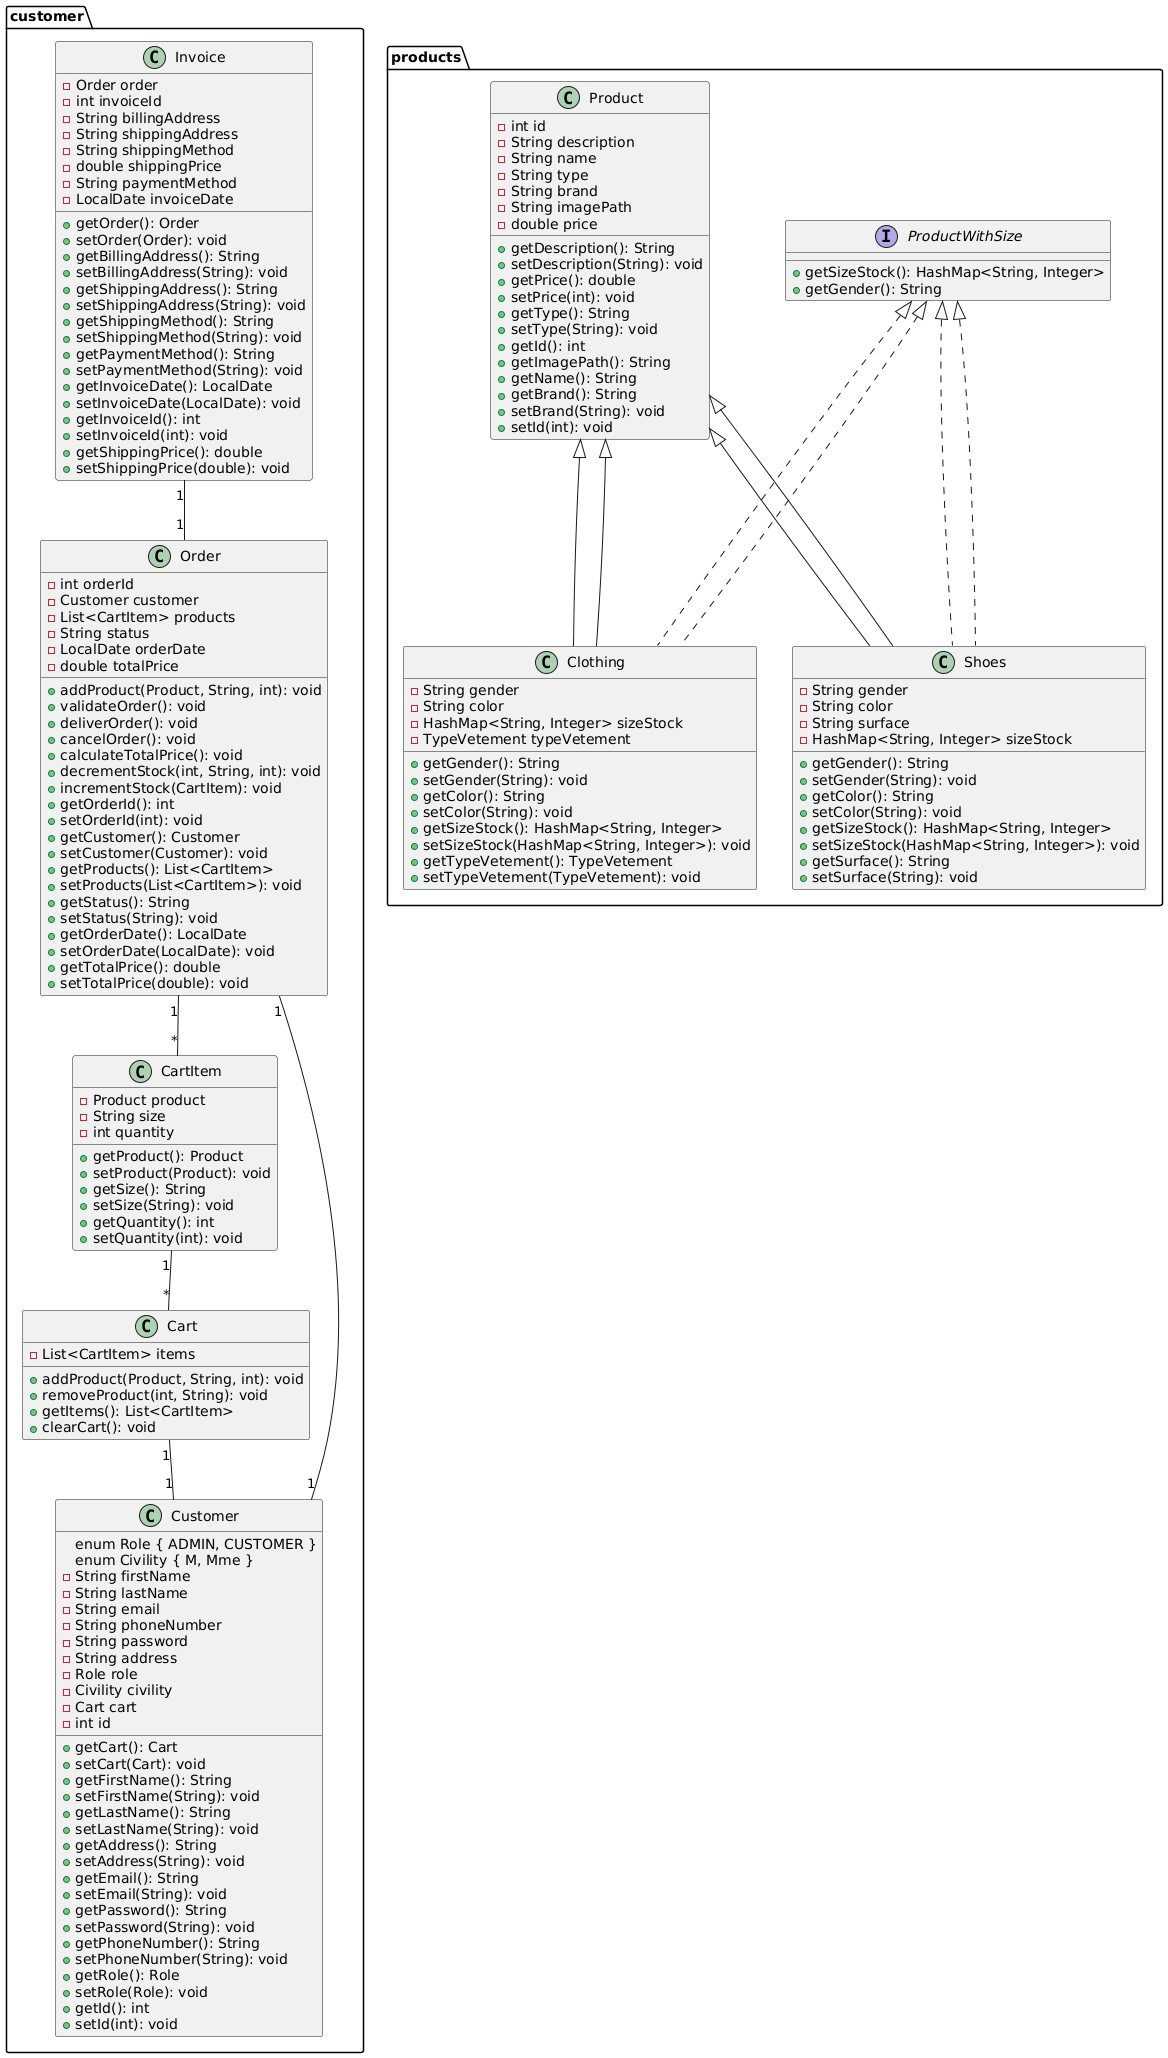 customer
C Invoice
Order order
int invoiceId
String billingAddress
String shippingAddress
String shippingMethod
double shippingPrice
String paymentMethod
LocalDate invoiceDate
getOrder(): Order
setOrder(Order): void
getBillingAddress(): String
setBillingAddress(String): void
getShippingAddress(): String
setShippingAddress(String): void
getShippingMethod(): String
setShippingMethod(String): void
getPaymentMethod(): String
setPaymentMethod(String): void
getInvoiceDate(): LocalDate
setInvoiceDate(LocalDate): void
getInvoiceId(): int
setInvoiceId(int): void
getShippingPrice(): double
setShippingPrice(double): void
1
1
C Order
int orderId
Customer customer
List<CartItem> products
String status
LocalDate orderDate
double totalPrice
addProduct(Product, String, int): void
validateOrder(): void
deliverOrder(): void
cancelOrder(): void
calculateTotalPrice(): void
decrementStock(int, String, int): void
incrementStock(CartItem): void
getOrderId(): int
setOrderId(int): void
getCustomer(): Customer
setCustomer(Customer): void
getProducts(): List<CartItem>
setProducts(List<CartItem>): void
getStatus(): String
setStatus(String): void
getOrderDate(): LocalDate
setOrderDate(LocalDate): void
getTotalPrice(): double
setTotalPrice(double): void
1 1
*
C CartItem
Product product
String size
int quantity
getProduct(): Product
setProduct(Product): void
getSize(): String
setSize(String): void
getQuantity(): int
setQuantity(int): void
1
*
C Cart
List<CartItem> items
addProduct(Product, String, int): void
removeProduct(int, String): void
getItems(): List<CartItem>
clearCart(): void
1
1 1
C Customer
enum Role { ADMIN, CUSTOMER }
enum Civility { M, Mme }
String firstName
String lastName
String email
String phoneNumber
String password
String address
Role role
Civility civility
Cart cart
int id
getCart(): Cart
setCart(Cart): void
getFirstName(): String
setFirstName(String): void
getLastName(): String
setLastName(String): void
getAddress(): String
setAddress(String): void
getEmail(): String
setEmail(String): void
getPassword(): String
setPassword(String): void
getPhoneNumber(): String
setPhoneNumber(String): void
getRole(): Role
setRole(Role): void
getId(): int
setId(int): void
products
C Product
int id
String description
String name
String type
String brand
String imagePath
double price
getDescription(): String
setDescription(String): void
getPrice(): double
setPrice(int): void
getType(): String
setType(String): void
getId(): int
getImagePath(): String
getName(): String
getBrand(): String
setBrand(String): void
setId(int): void
I ProductWithSize
getSizeStock(): HashMap<String, Integer>
getGender(): String
C Clothing
String gender
String color
HashMap<String, Integer> sizeStock
TypeVetement typeVetement
getGender(): String
setGender(String): void
getColor(): String
setColor(String): void
getSizeStock(): HashMap<String, Integer>
setSizeStock(HashMap<String, Integer>): void
getTypeVetement(): TypeVetement
setTypeVetement(TypeVetement): void
C Shoes
String gender
String color
String surface
HashMap<String, Integer> sizeStock
getGender(): String
setGender(String): void
getColor(): String
setColor(String): void
getSizeStock(): HashMap<String, Integer>
setSizeStock(HashMap<String, Integer>): void
getSurface(): String
setSurface(String): void